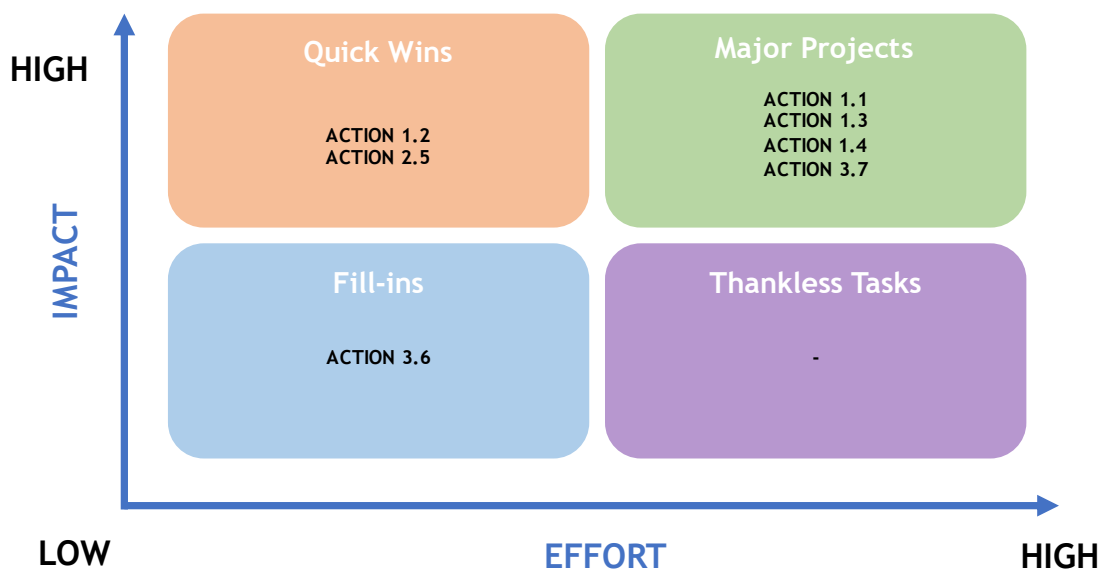 HIGH
Quick Wins
ACTION 1.2
ACTION 2.5
Major Projects
ACTION 1.1
ACTION 1.3
ACTION 1.4
ACTION 3.7
IMPACT
Fill-ins
ACTION 3.6
Thankless Tasks
-
LOW
EFFORT
HIGH